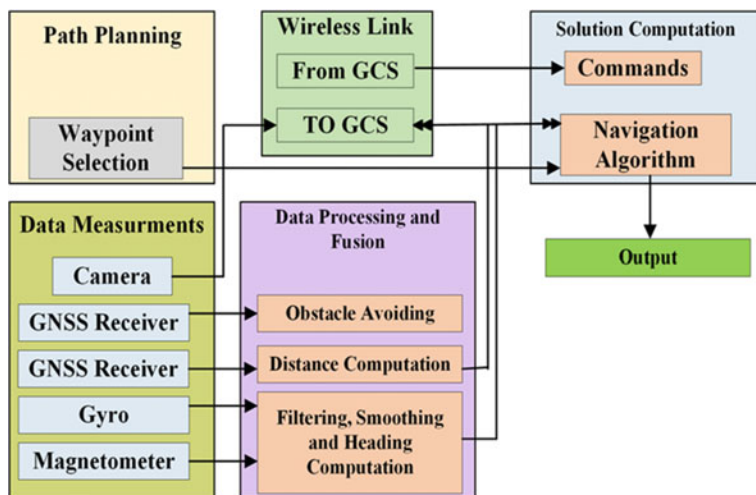 Path Planning
Waypoint
Selection
Wireless Link
From GCS
TO GCS
Solution Computation
Commands
Navigation
Algorithm
Output
Data Measurments
Camera
GNSS Receiver
GNSS Receiver
Gyro
Magnetometer
Data Processing and
Fusion
Obstacle Avoiding
Distance Computation
Filtering, Smoothing
and Heading
Computation